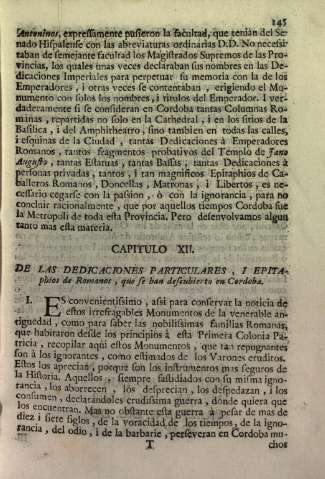 145
Antoninos, expressamente pusieron la facultad, que tenian del Se-
nado Hispalense con las abreviaturas ordinarias D.D. No necessi-
taban de semejante facultad los Magistrados Supremos de las Pro-
vincias, los quales unas veces declaraban sus nombres en las De-
dicaciones Imperiales para perpetuar su memoria con la de los
Emperadores, i otras veces se contentaban, erigiendo el Mo-
numento con solos los nombres, i titulos del Emperador. I ver-
daderamente si se consideran en Cordoba tantas Columnas Ro-
manas, repartidas no solo en la Cathedral, i en los sitios de la
Basilica, i del Amphitheatro, sino tambien en todas las calles,
i esquinas de la Ciudad, tantas Dedicaciones à Emperadores
Romanos, tantos fragmentos probativos del Templo de Jano
Augusto, tantas Estatuas, tantas Bassas, tantas Dedicaciones à
personas privadas, tantos, i tan magnificos Epitaphios de Ca-
balleros Romanos, Doncellas, Matronas, i Libertos, es ne-
cessario cegarse con la passion, ò con la ignorancia, para no
concluir racionalmente, que por aquellos tiempos Cordoba fue
la Metropoli de toda esta Provincia. Pero desenvolvamos algun
tanto mas esta materia.
CAPITULO XII.
DE LAS DEDICACIONES PARTICULARES, I EPITA-
phios de Romanos, que se han descubierto en Cordoba.
I. ES convenientissimo, assi para conservar la noticia de
estos irrefragables Monumentos de la venerable an-
tiguedad, como para saber las nobilissimas familias Romanas,
que habitaron desde los principios à esta Primera Colonia Pa-
tricia, recopilar aqui estos Monumentos, que tan repugnantes
son à los ignorantes, como estimados de los Varones eruditos.
Estos los aprecian, porque son los instrumentos mas seguros de
la Historia. Aquellos, siempre fastidiados con su misma igno-
rancia, los aborrecen, los desprecian, los despedazan, i los
consumen, declarandoles crudissima guerra, donde quiera que
los encuentran. Mas no obstante esta guerra à pesar de mas de
diez i siete siglos, de la voracidad de los tiempos, de la igno-
rancia, del odio, i de la barbarie, perseveran en Cordoba mu-
T
chos